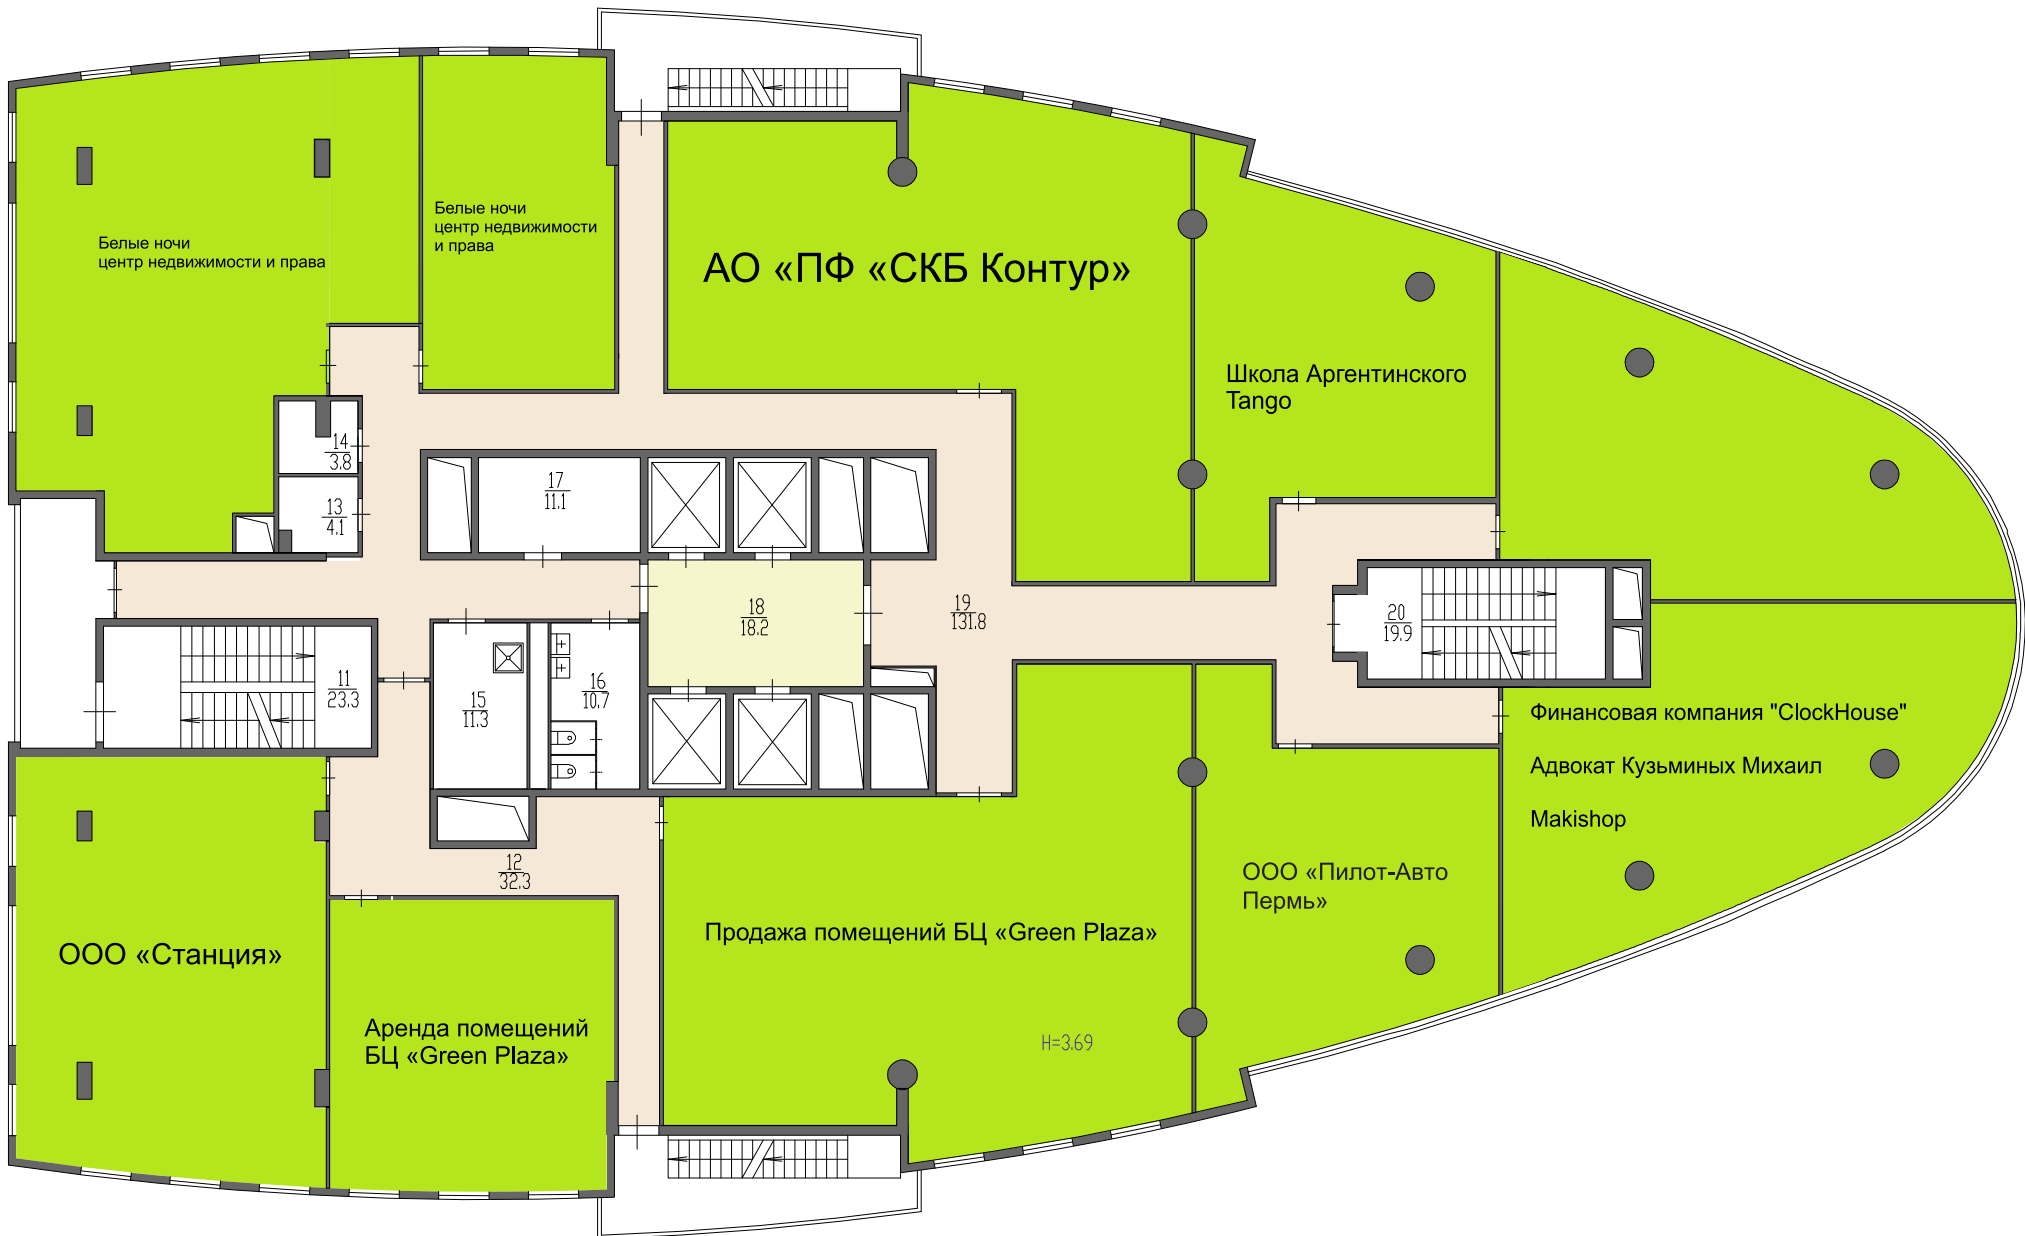 Белые ночи
центр недвижимости и права
Белые ночи
центр недвижимости
и права
АО «ПФ «СКБ Контур»
Школа Аргентинского
Tango
14
3.8
13
4.1
17
11.1
18
18.2
19
131.8
20
19.9
11
23.3
15
11.3
16
10.7
12
32.3
Финансовая компания "ClockHouse"
Адвокат Кузьминых Михаил
Makishop
ООО «Пилот-Авто
Пермь»
Продажа помещений БЦ «Green Plaza»
ООО «Станция»
Аренда помещений
БЦ «Green Plaza»
H=3.69